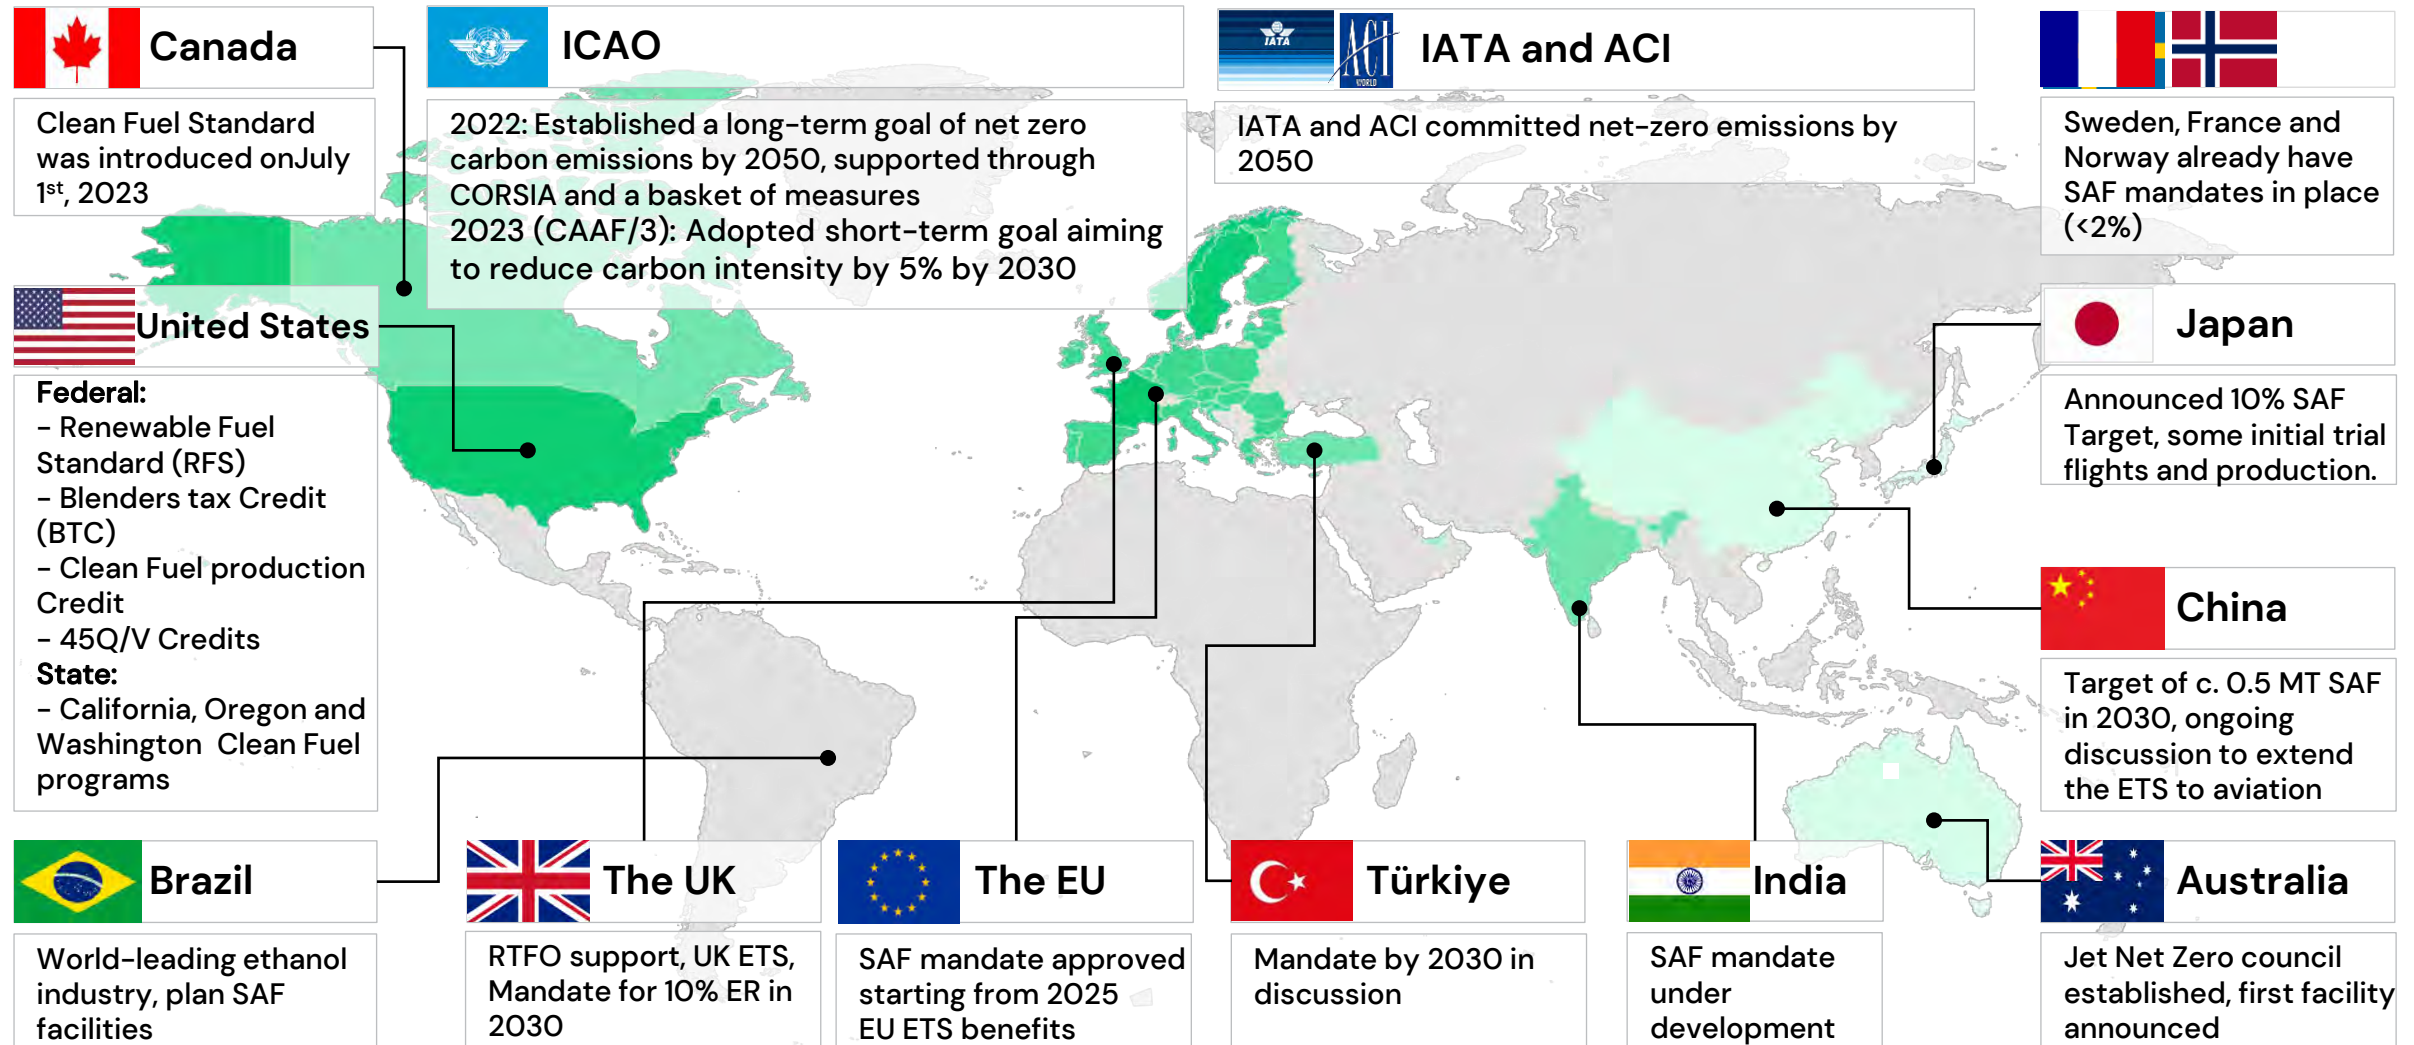 Canada
Clean Fuel Standard
was introduced onJuly
1st, 2023
ICAO
2022: Established a long-term goal of net zero
carbon emissions by 2050, supported through
CORSIA and a basket of measures
2023 (CAAF/3): Adopted short-term goal aiming
to reduce carbon intensity by 5% by 2030
IATA
ACI
WORLD
IATA and ACI
IATA and ACI committed net-zero emissions by
2050
Sweden, France and
Norway already have
SAF mandates in place
(<2%)
United States
Federal:
- Renewable Fuel
Standard (RFS)
- Blenders tax Credit
(BTC)
- Clean Fuel production
Credit
- 45Q/V Credits
State:
- California, Oregon and
Washington  Clean Fuel
programs
Japan
Announced 10% SAF
Target, some initial trial
flights and production.
China
Target of c. 0.5 MT SAF
in 2030, ongoing
discussion to extend
the ETS to aviation
Brazil
World-leading ethanol
industry, plan SAF
facilities
The UK
RTFO support, UK ETS,
Mandate for 10% ER in
2030
The EU
SAF mandate approved
starting from 2025
EU ETS benefits
Türkiye
Mandate by 2030 in
discussion
India
SAF mandate
under
development
Australia
Jet Net Zero council
established, first facility
announced